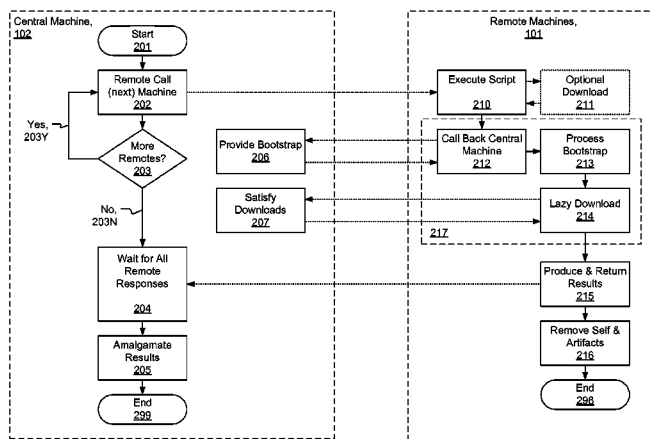 Central Machine,
102
Start
201
Remote Call
(next) Machine
202
Yes,
203Y
More
Remotes?
203
No,
203N
Wait for All
Remote
Responses
204
Amalgamate
Results
205
End
299
Provide Bootstrap
206
Satisfy
Downloads
207
Remote Machines,
101
Execute Script
210
Optional
Download
211
Call Back Central
Machine
212
Process
Bootstrap
213
Lazy Download
214
217
Produce & Return
Results
215
Remove Self &
Artifacts
216
End
298